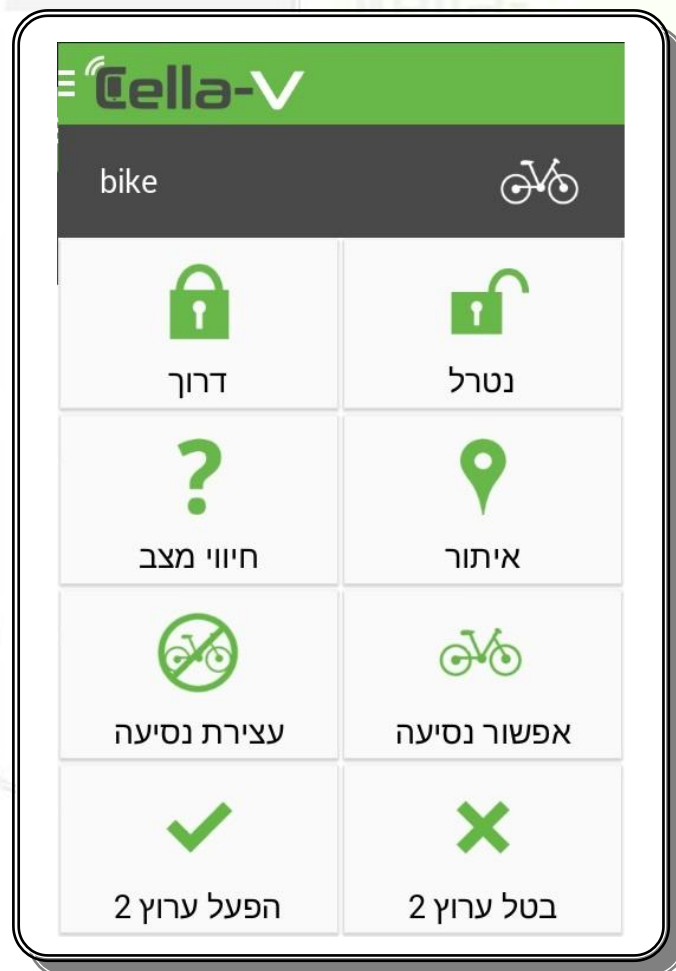 Cella-V
bike
דרוך
נטרל
חיווי מצב
איתור
עצירת נסיעה
אפשור נסיעה
הפעל ערוץ 2
בטל ערוץ 2